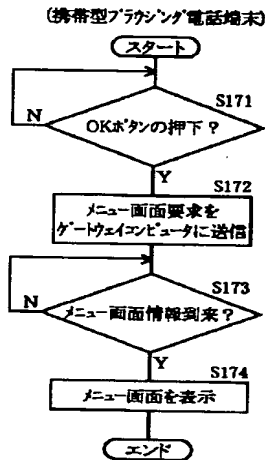 (携帯型ブラウジング電話端末)
スタート
S171
OKボタンの押下?
N
Y
S172
メニュー画面要求を
ゲートウェイコンピュータに送信
S173
メニュー画面情報到来?
N
Y
S174
メニュー画面を表示
エンド